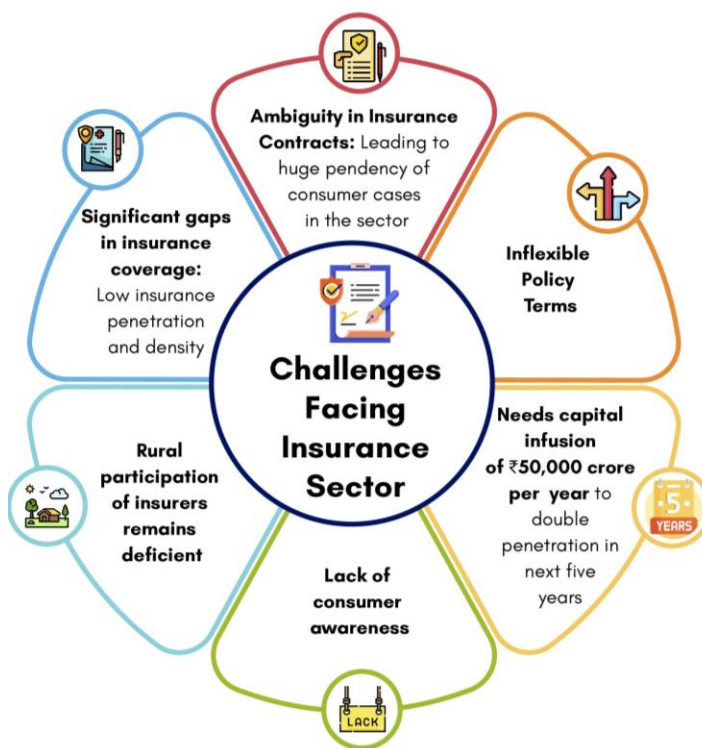 Challenges
Facing
Insurance
Sector
Ambiguity in Insurance
Contracts: Leading to
huge pendency of
consumer cases
in the sector
Inflexible
Policy
Terms
Needs capital
infusion
of ₹50,000 crore
per year to
double
penetration in
next five
years
5
YEARS
Lack of
consumer
awareness
LACK
Rural
participation
of insurers
remains
deficient
Significant gaps
in insurance
coverage:
Low insurance
penetration
and density